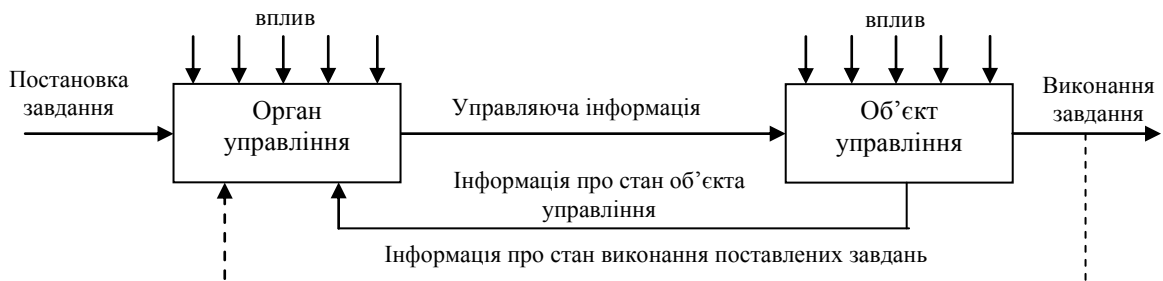 вплив
вплив
Постановка
завдання
Орган
управління
Управляюча інформація
Об’єкт
управління
Виконання
завдання
Інформація про стан об’єкта
управління
Інформація про стан виконання поставлених завдань